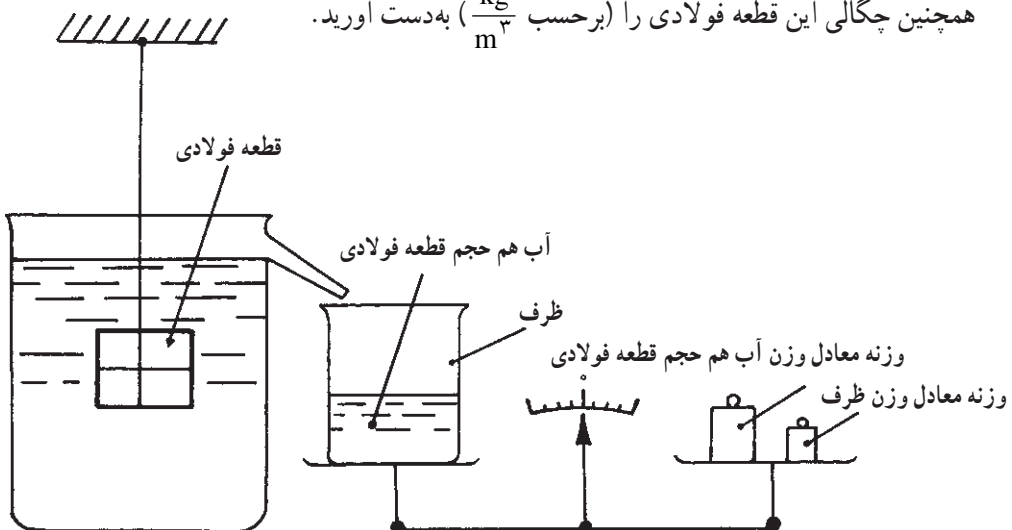 همچنین چگالی این قطعه فولادی را (برحسب kg/m³) به‌دست آورید.
قطعه فولادی
آب هم حجم قطعه فولادی
ظرف
وزنه معادل وزن آب هم حجم قطعه فولادی
وزنه معادل وزن ظرف